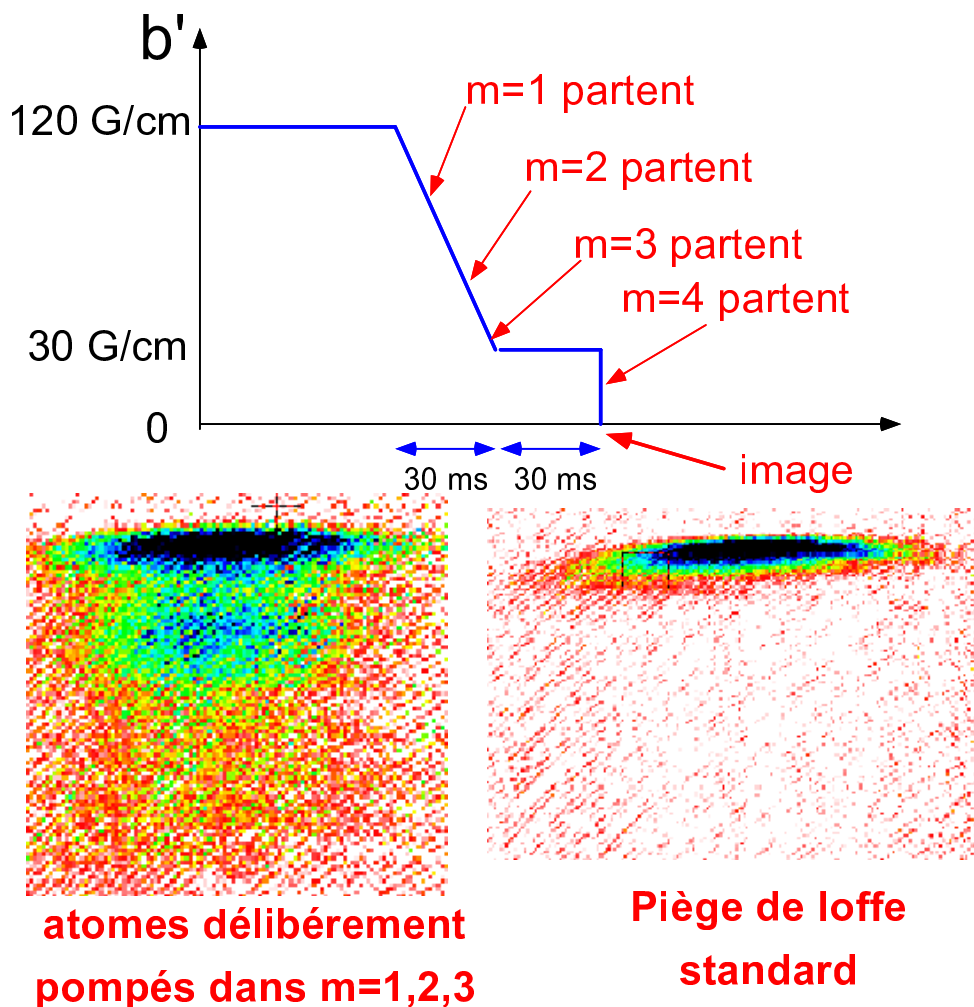 b'
120 G/cm
m=1 partent
m=2 partent
m=3 partent
m=4 partent
30 G/cm
0
30 ms
30 ms
image
atomes délibérement
pompés dans m=1,2,3
Piège de Ioffe
standard